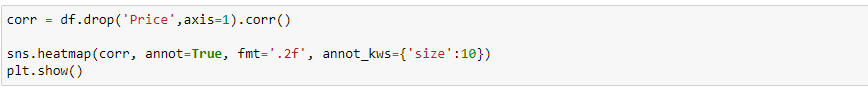 corr = df.drop('Price',axis=1).corr()
sns.heatmap(corr, annot=True, fmt='.2f', annot_kws={'size':10})
plt.show()